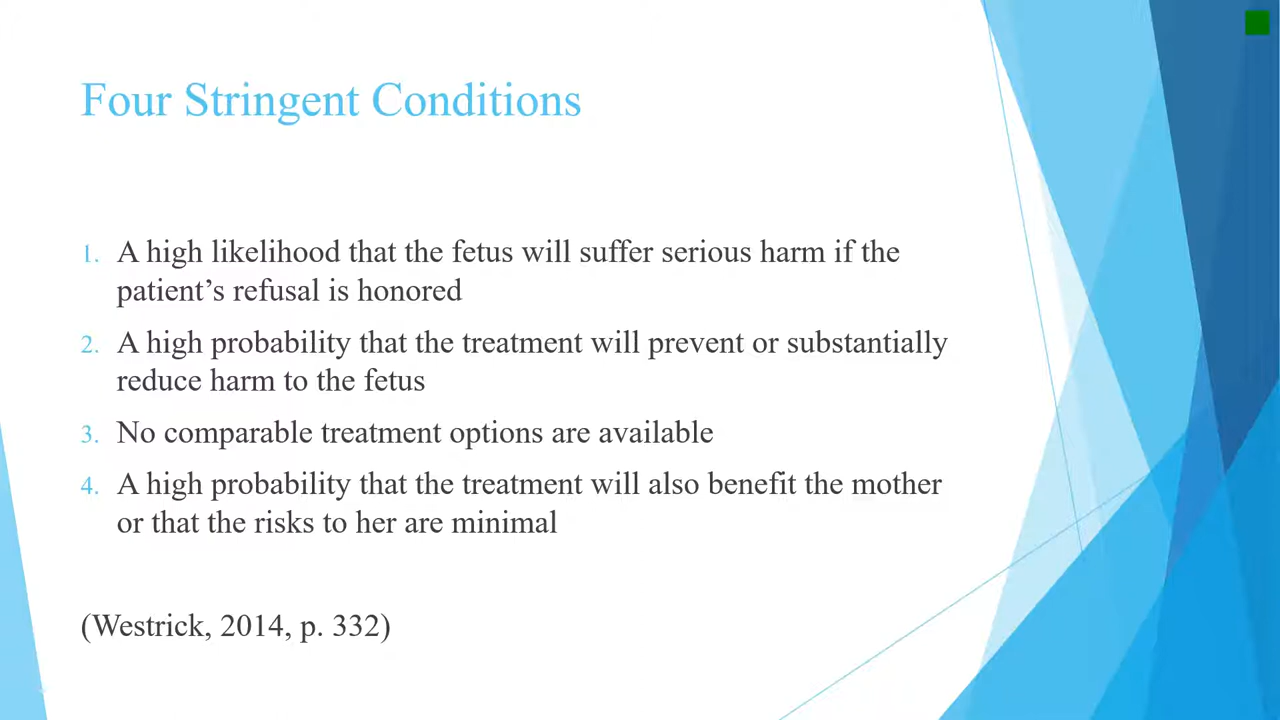 Four Stringent Conditions
1. A high likelihood that the fetus will suffer serious harm if the
patient’s refusal is honored
2. A high probability that the treatment will prevent or substantially
reduce harm to the fetus
3. No comparable treatment options are available
4. A high probability that the treatment will also benefit the mother
or that the risks to her are minimal
(Westrick, 2014, p. 332)